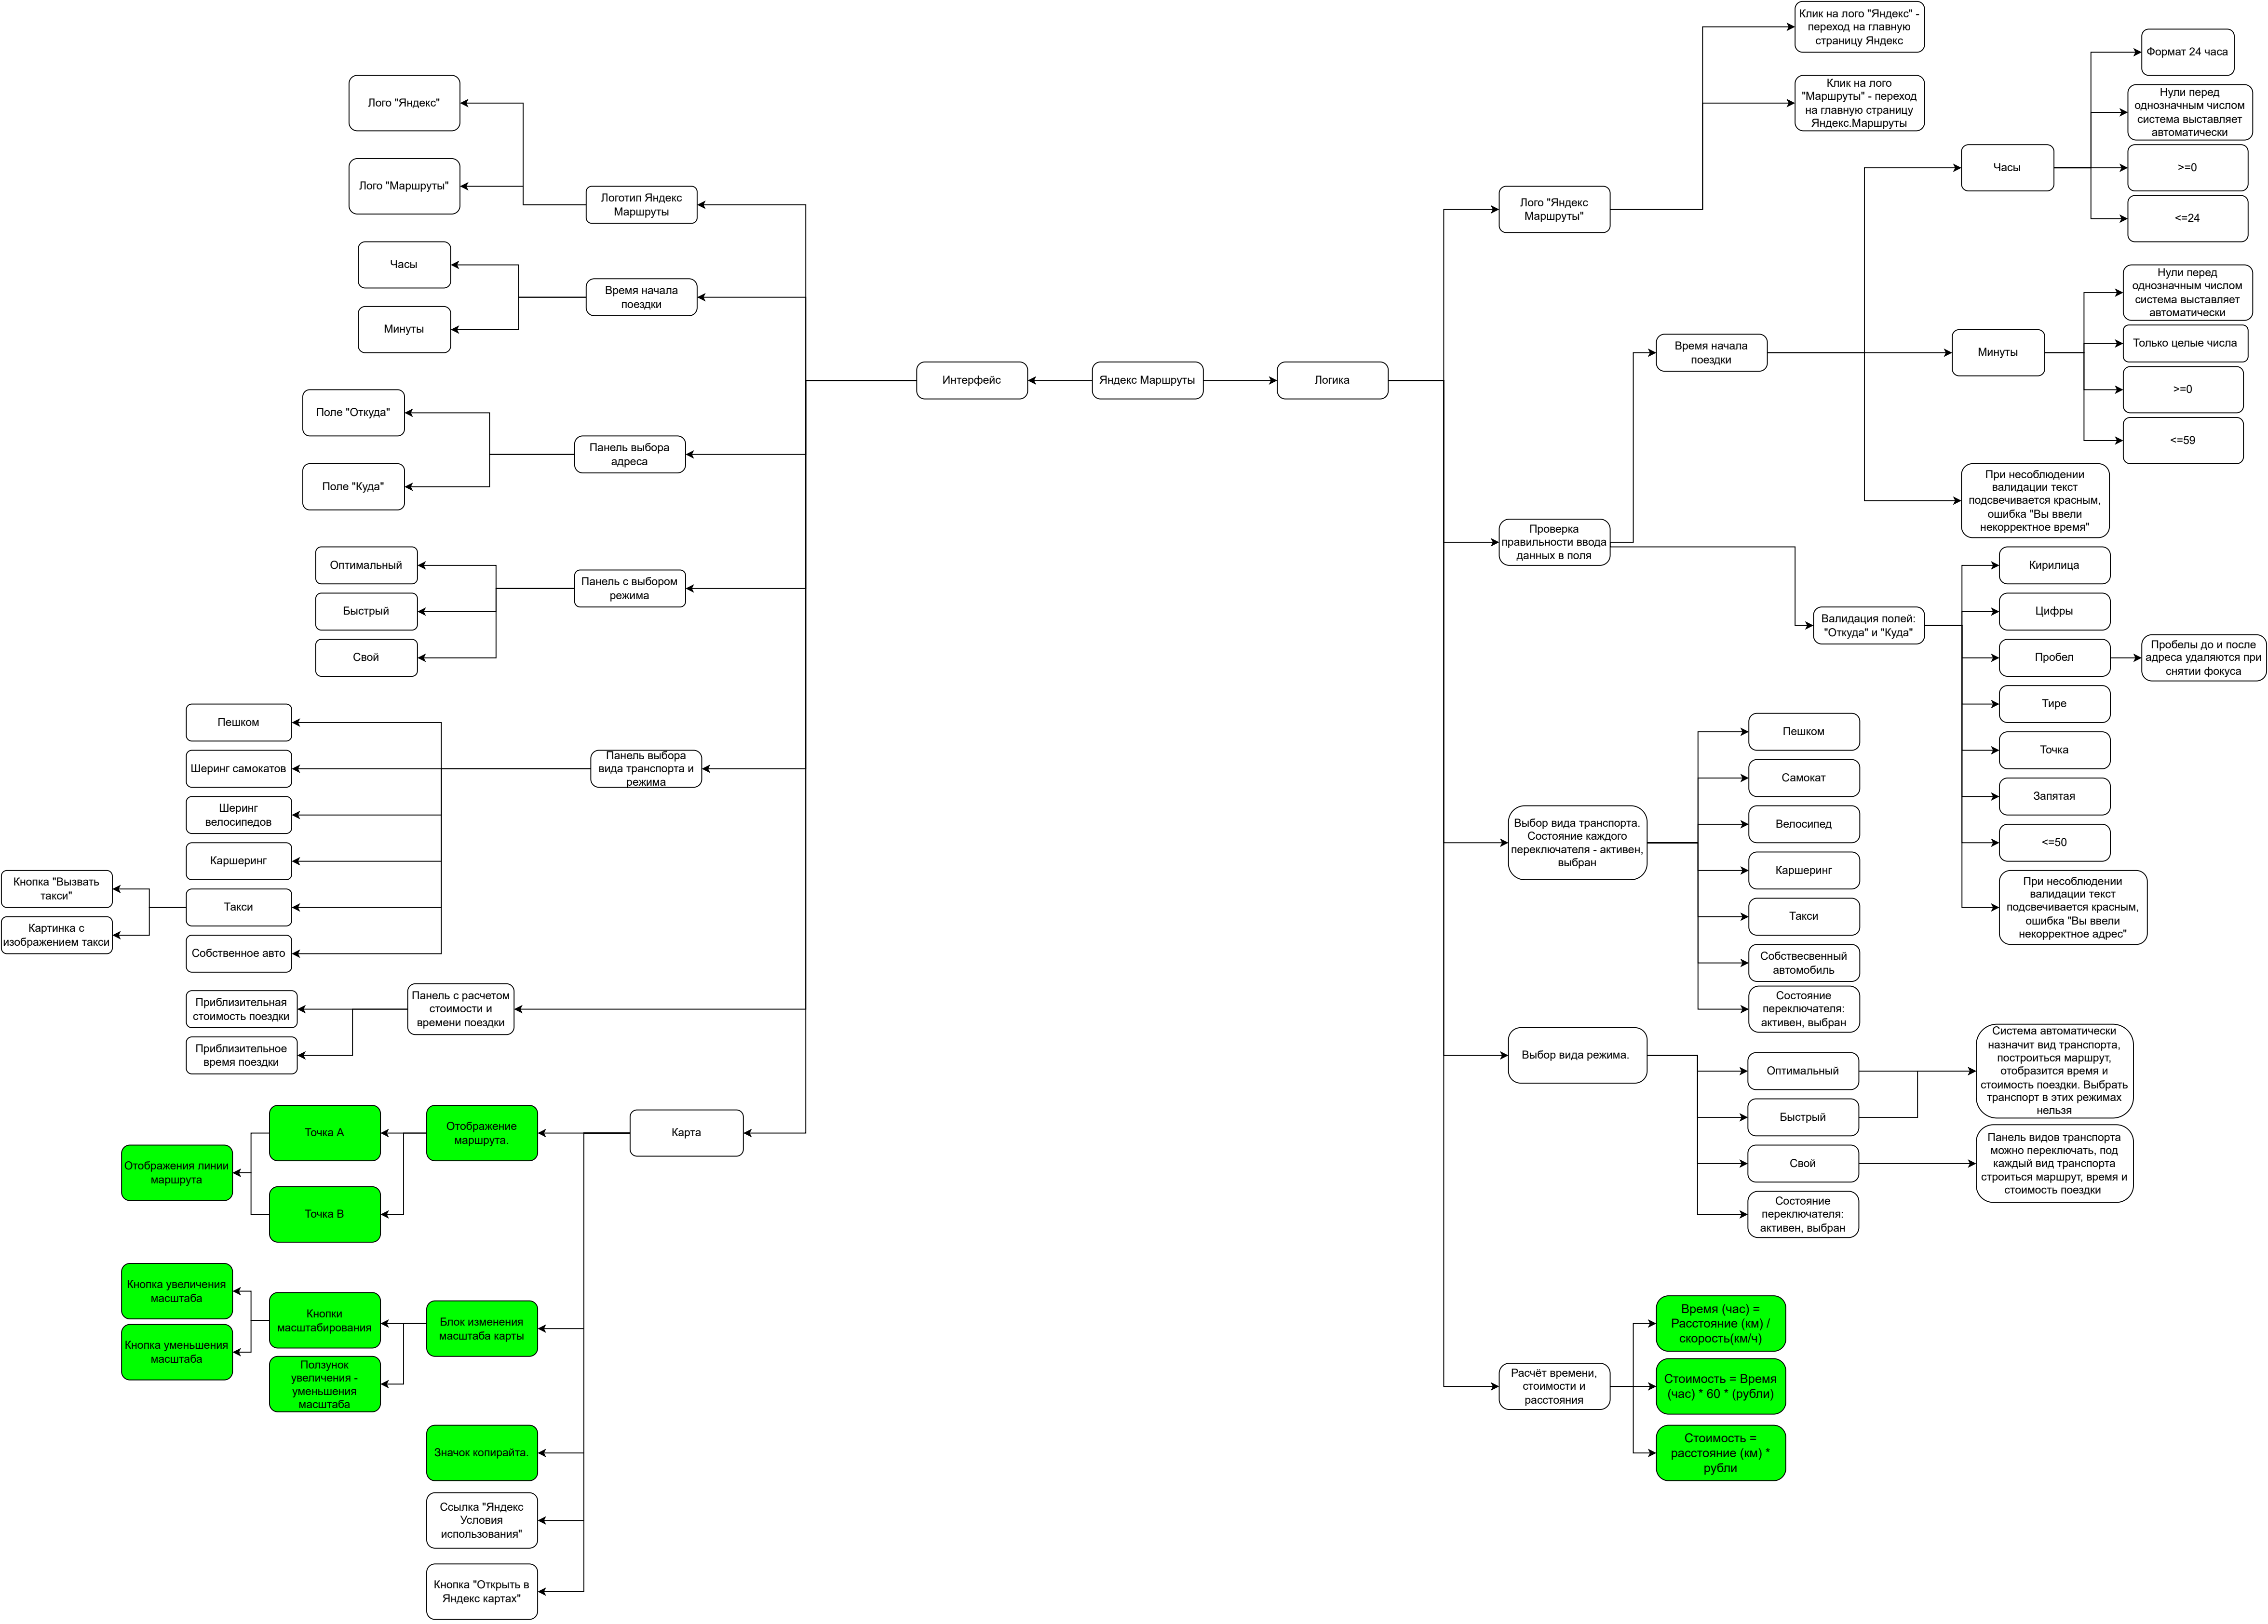 Яндекс Маршруты
Интерфейс
Логотип Яндекс
Маршруты
Лого "Яндекс"
Лого "Маршруты"
Время начала
поездки
Часы
Минуты
Панель выбора
адреса
Поле "Откуда"
Поле "Куда"
Панель с выбором
режима
Оптимальный
Быстрый
Свой
Панель выбора
вида транспорта и
режима
Пешком
Шеринг самокатов
Шеринг
велосипедов
Каршеринг
Такси
Кнопка "Вызвать
такси"
Картинка с
изображением такси
Собственное авто
Панель с расчетом
стоимости и
времени поездки
Приблизительная
стоимость поездки
Приблизительное
время поездки
Карта
Отображение
маршрута.
Точка А
Точка В
Отображения линии
маршрута
Блок изменения
масштаба карты
Кнопки
масштабирования
Кнопка увеличения
масштаба
Кнопка уменьшения
масштаба
Ползунок
увеличения -
уменьшения
масштаба
Значок копирайта.
Ссылка "Яндекс
Условия
использования"
Кнопка "Открыть в
Яндекс картах"
Логика
Лого "Яндекс
Маршруты"
Клик на лого "Яндекс" -
переход на главную
страницу Яндекс
Клик на лого
"Маршруты" - переход
на главную страницу
Яндекс.Маршруты
Проверка
правильности ввода
данных в поля
Время начала
поездки
Часы
Формат 24 часа
Нули перед
однозначным числом
система выставляет
автоматически
>=0
<=24
Минуты
Нули перед
однозначным числом
система выставляет
автоматически
Только целые числа
>=0
<=59
При несоблюдении
валидации текст
подсвечивается красным,
ошибка "Вы ввели
некорректное время"
Валидация полей:
"Откуда" и "Куда"
Кирилица
Цифры
Пробел
Пробелы до и после
адреса удаляются при
снятии фокуса
Тире
Точка
Запятая
<=50
При несоблюдении
валидации текст
подсвечивается красным,
ошибка "Вы ввели
некорректное адрес"
Выбор вида транспорта.
Состояние каждого
переключателя - активен,
выбран
Пешком
Самокат
Велосипед
Каршеринг
Такси
Собствесвенный
автомобиль
Состояние
переключателя:
активен, выбран
Выбор вида режима.
Оптимальный
Быстрый
Система автоматически
назначит вид транспорта,
построиться маршрут,
отобразится время и
стоимость поездки. Выбрать
транспорт в этих режимах
нельзя
Свой
Панель видов транспорта
можно переключать, под
каждый вид транспорта
строиться маршрут, время и
стоимость поездки
Состояние
переключателя:
активен, выбран
Расчёт времени,
стоимости и
расстояния
Время (час) =
Расстояние (км) /
скорость(км/ч)
Стоимость = Время
(час) * 60 * (рубли)
Стоимость =
расстояние (км) *
рубли